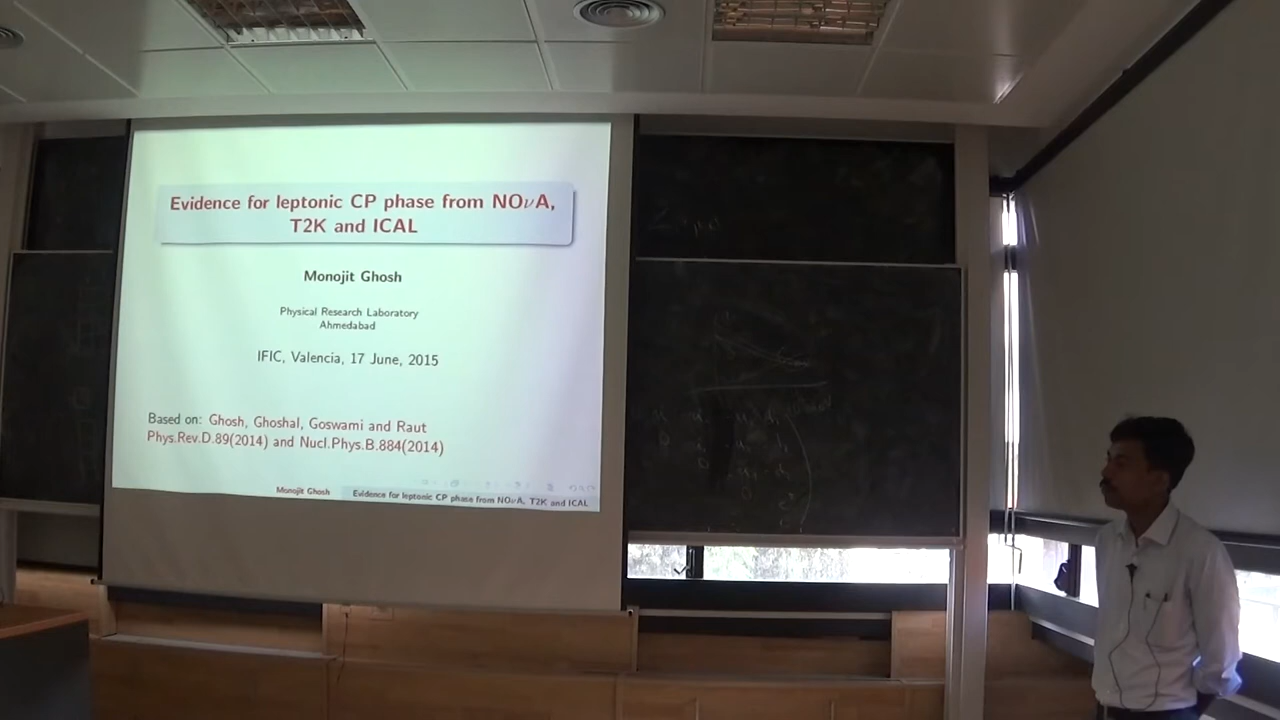 Evidence for leptonic CP phase from NOνA,
T2K and ICAL
Monojit Ghosh
Physical Research Laboratory
Ahmedabad
IFIC, Valencia, 17 June, 2015
Based on: Ghosh, Ghoshal, Goswami and Raut
Phys.Rev.D.89(2014) and Nucl.Phys.B.884(2014)
Monojit Ghosh Evidence for leptonic CP phase from NOνA, T2K and ICAL